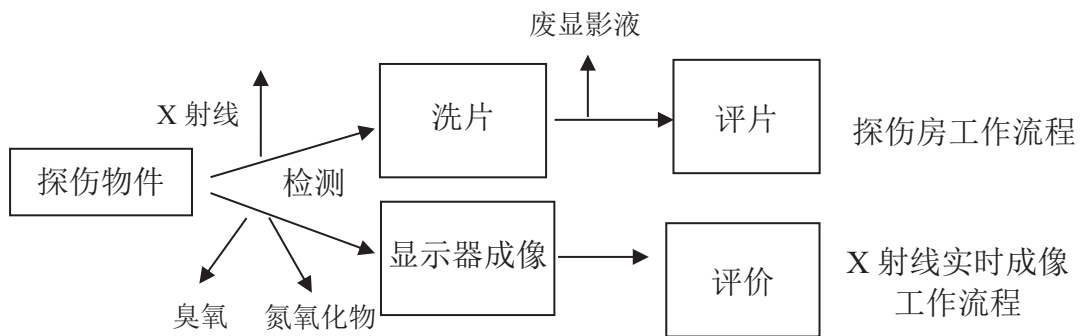 废显影液
X 射线
洗片
评片
探伤房工作流程
探伤物件
检测
显示器成像
评价
X 射线实时成像
工作流程
臭氧
氮氧化物